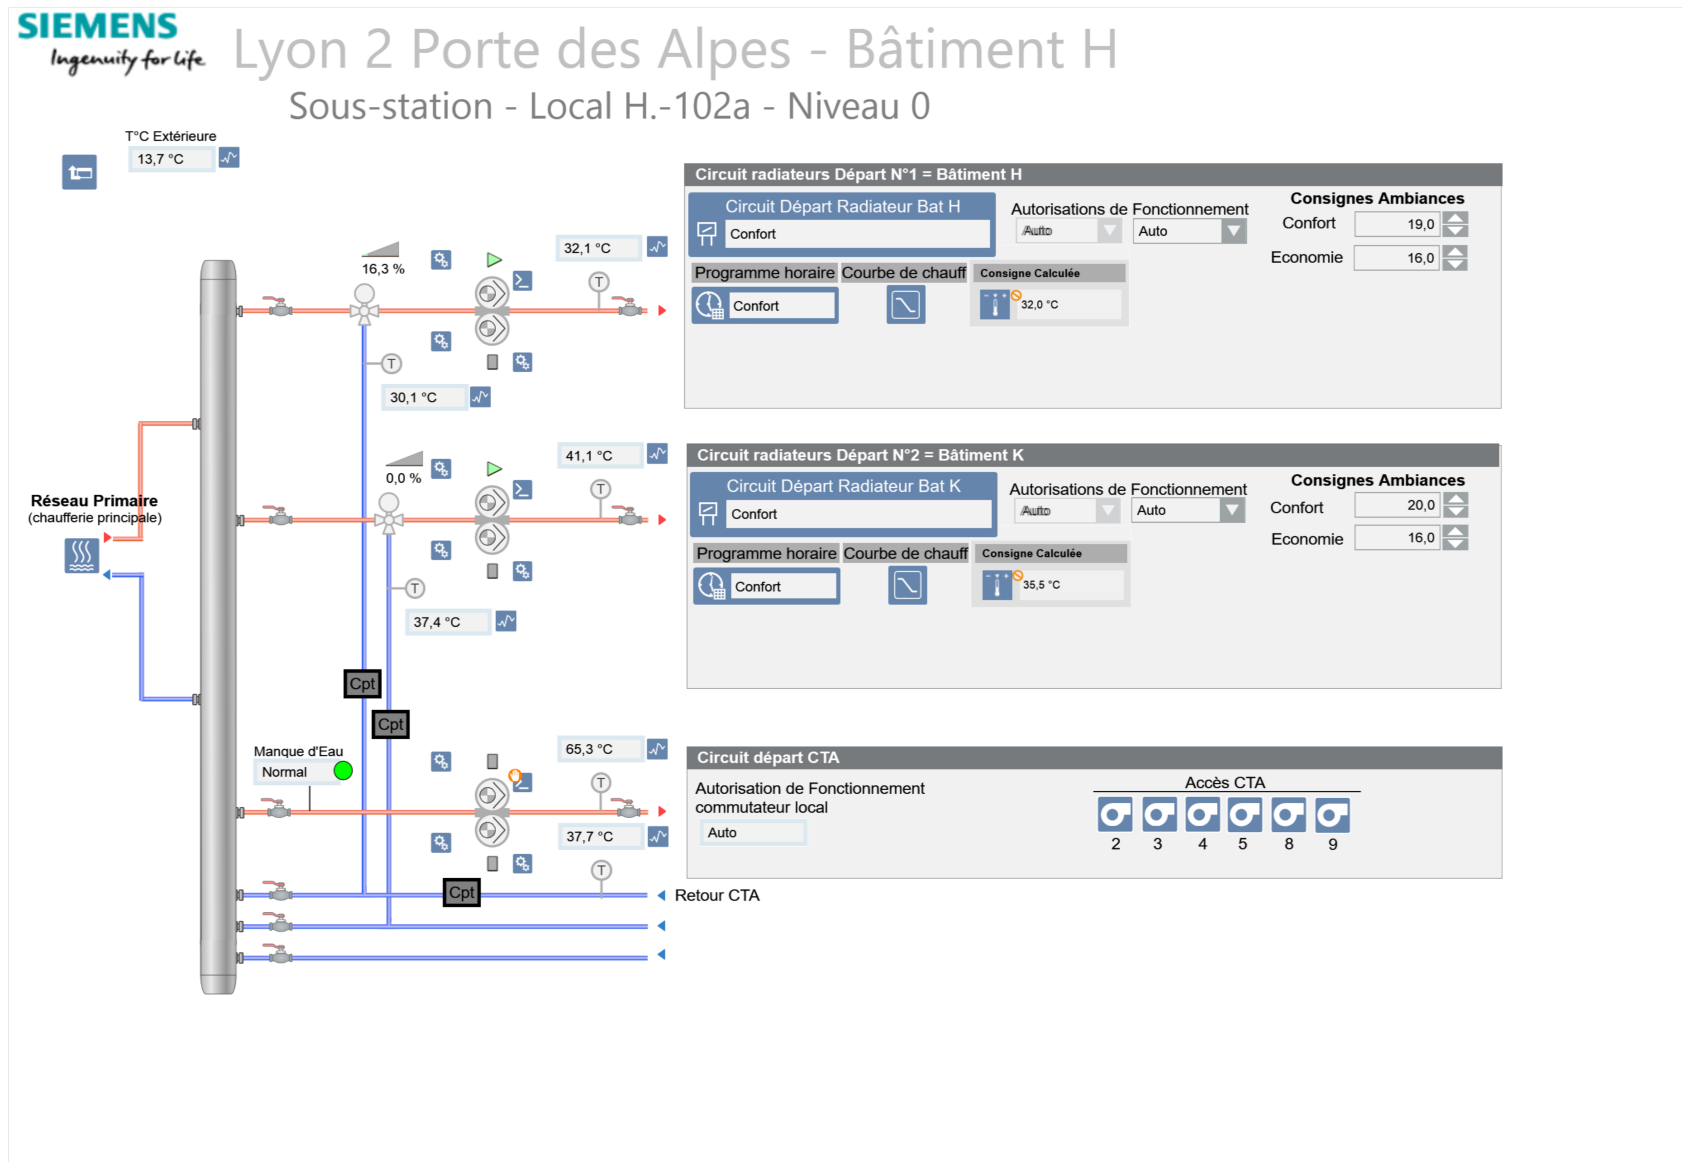 SIEMENS
Ingenuity for life
Lyon 2 Porte des Alpes - Bâtiment H
Sous-station - Local H.-102a - Niveau 0
T°C Extérieure
13,7 °C
Circuit radiateurs Départ N°1 = Bâtiment H
Circuit Départ Radiateur Bat H
Confort
Autorisations de Fonctionnement
Auto
Auto
Consignes Ambiances
Confort
19,0
Economie
16,0
Programme horaire
Confort
Courbe de chauff
Consigne Calculée
32,0 °C
16,3 %
32,1 °C
T
T
30,1 °C
Circuit radiateurs Départ N°2 = Bâtiment K
Circuit Départ Radiateur Bat K
Confort
Autorisations de Fonctionnement
Auto
Auto
Consignes Ambiances
Confort
20,0
Economie
16,0
Programme horaire
Confort
Courbe de chauff
Consigne Calculée
35,5 °C
0,0 %
41,1 °C
T
T
37,4 °C
Réseau Primaire
(chaufferie principale)
Cpt
Cpt
Manque d'Eau
Normal
65,3 °C
T
37,7 °C
T
Cpt
Retour CTA
Circuit départ CTA
Autorisation de Fonctionnement
commutateur local
Auto
Accès CTA
2 3 4 5 8 9